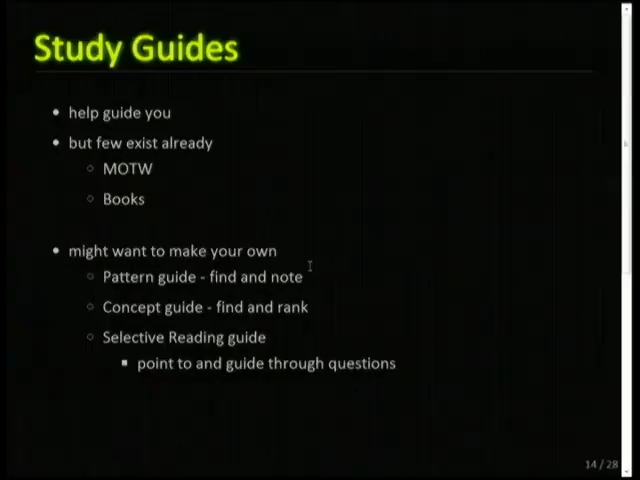 Study Guides
• help guide you
• but few exist already
○ MOTW
○ Books
• might want to make your own
○ Pattern guide - find and note
○ Concept guide - find and rank
○ Selective Reading guide
▪ point to and guide through questions
14 / 28